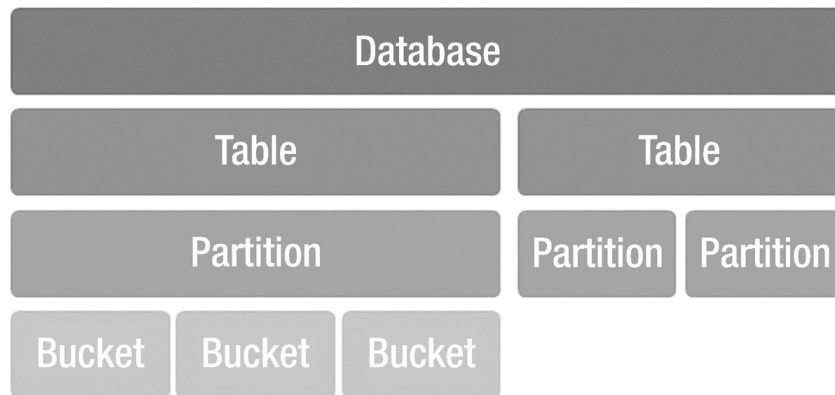 Database
Table Table
Partition Partition Partition
Bucket Bucket Bucket